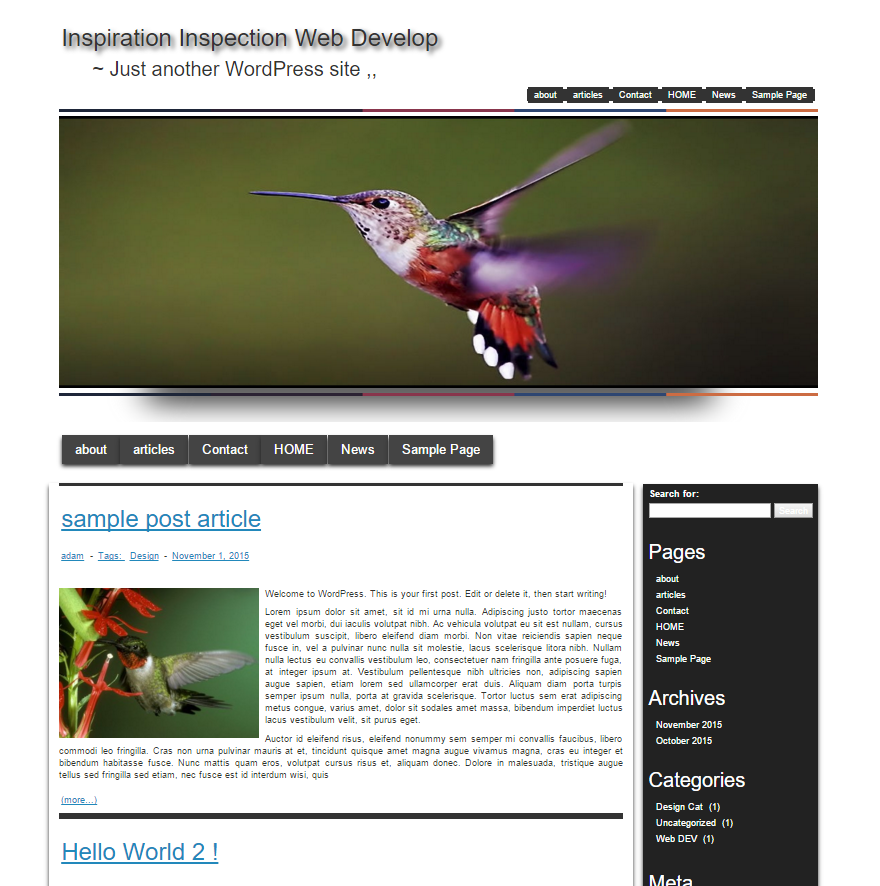 Inspiration Inspection Web Develop
~ Just another WordPress site ,,
about articles Contact HOME News Sample Page
about articles Contact HOME News Sample Page
sample post article
adam - Tags: Design - November 1, 2015
Welcome to WordPress. This is your first post. Edit or delete it, then start writing!
Lorem ipsum dolor sit amet, sit id mi urna nulla. Adipiscing justo tortor maecenas
eget vel morbi, dui iaculis volutpat nibh. Ac vehicula volutpat eu sit est nullam, cursus
vestibulum suscipit, libero eleifend diam morbi. Non vitae reiciendis sapien neque
fusce in, vel a pulvinar nunc nulla sit molestie, lacus scelerisque litora nibh. Nullam
nulla lectus eu convallis vestibulum leo, consectetuer nam fringilla ante posuere fuga,
at integer ipsum at. Vestibulum pellentesque nibh ultricies non, adipiscing sapien
augue sapien, etiam lorem sed ullamcorper erat duis. Aliquam diam porta turpis
semper ipsum nulla, porta at gravida scelerisque. Tortor luctus sem erat adipiscing
metus congue, varius amet, dolor sit sodales amet massa, bibendum imperdiet luctus
lacus vestibulum velit, sit purus eget.
Auctor id eleifend risus, eleifend nonummy sem semper mi convallis faucibus, libero
commodi leo fringilla. Cras non urna pulvinar mauris at et, tincidunt quisque amet magna augue vivamus magna, cras eu integer et
bibendum habitasse fusce. Nunc mattis quam eros, volutpat cursus risus et, aliquam donec. Dolore in malesuada, tristique augue
tellus sed fringilla sed etiam, nec fusce est id interdum wisi, quis
(more...)
Hello World 2 !
Search for:
Search
Pages
about
articles
Contact
HOME
News
Sample Page
Archives
November 2015
October 2015
Categories
Design Cat (1)
Uncategorized (1)
Web DEV (1)
Meta